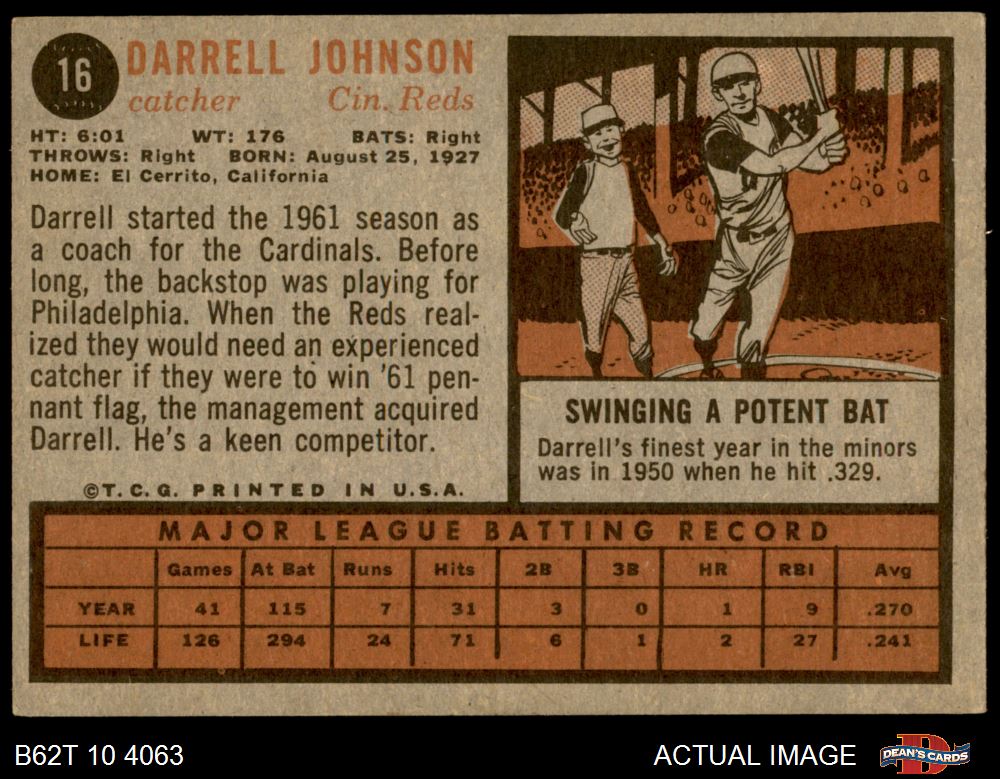 16
DARRELL JOHNSON
catcher Cin. Reds
HT: 6:01 WT: 176 BATS: Right
THROWS: Right BORN: August 25, 1927
HOME: El Cerrito, California
Darrell started the 1961 season as
a coach for the Cardinals. Before
long, the backstop was playing for
Philadelphia. When the Reds real-
ized they would need an experienced
catcher if they were to win '61 pen-
nant flag, the management acquired
Darrell. He's a keen competitor.
©T.C.G. PRINTED IN U.S.A.
SWINGING A POTENT BAT
Darrell's finest year in the minors
was in 1950 when he hit .329.
MAJOR LEAGUE BATTING RECORD
Games At Bat Runs Hits 2B 3B HR RBI Avg
YEAR 41 115 7 31 3 0 1 9 .270
LIFE 126 294 24 71 6 1 2 27 .241
B62T 10 4063
ACTUAL IMAGE
DEAN'S CARDS